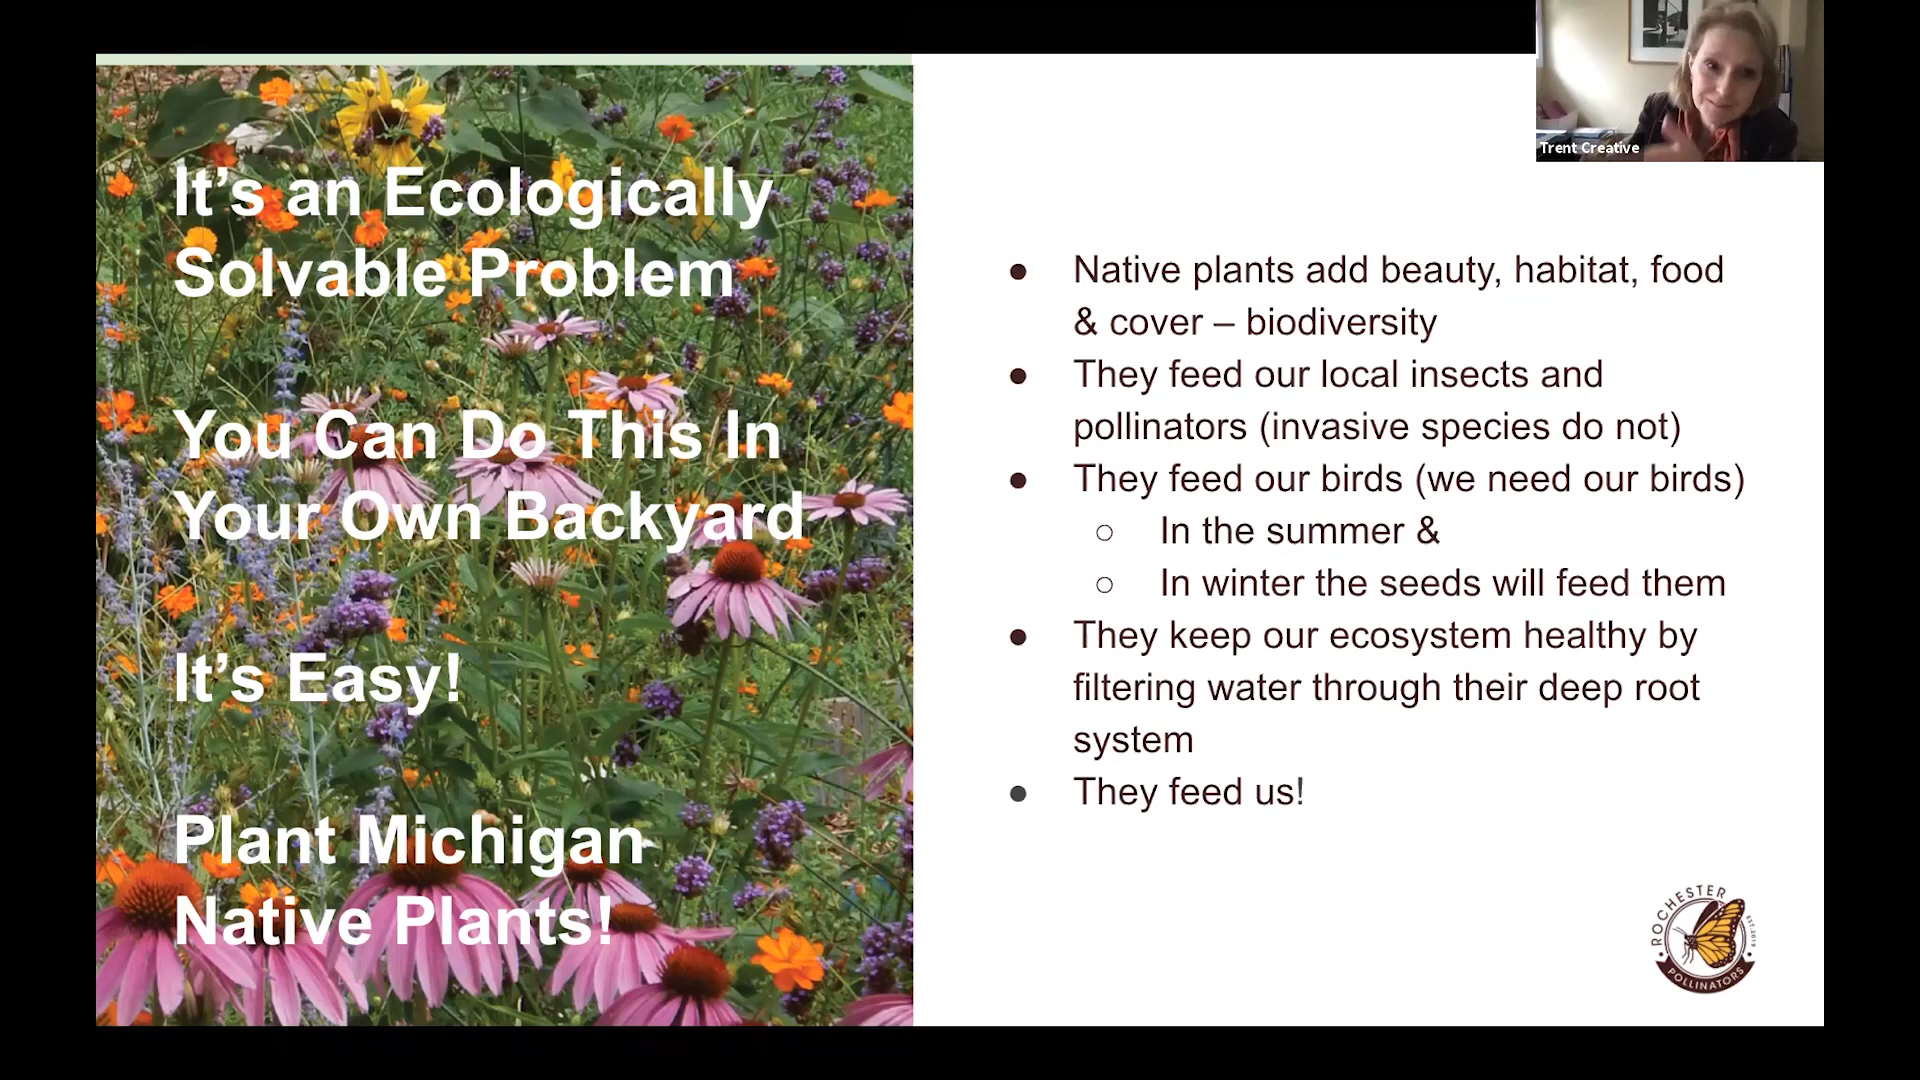 Trent Creative
It’s an Ecologically
Solvable Problem
You Can Do This In
Your Own Backyard
It’s Easy!
Plant Michigan
Native Plants!
● Native plants add beauty, habitat, food
& cover – biodiversity
● They feed our local insects and
pollinators (invasive species do not)
● They feed our birds (we need our birds)
○ In the summer &
○ In winter the seeds will feed them
● They keep our ecosystem healthy by
filtering water through their deep root
system
● They feed us!
ROCHESTER
EST. 2019
POLLINATORS